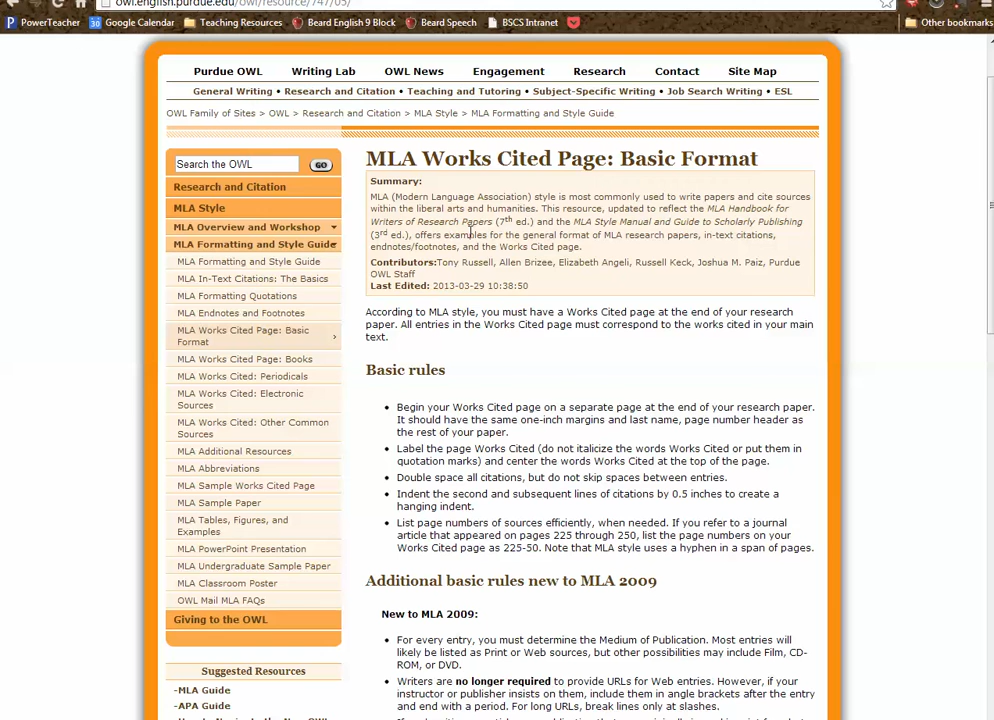 owl.english.purdue.edu/owl/resource/747/05/
PowerTeacher Google Calendar Teaching Resources Beard English 9 Block Beard Speech BSCS Intranet Other bookmarks
Purdue OWL Writing Lab OWL News Engagement Research Contact Site Map
General Writing • Research and Citation • Teaching and Tutoring • Subject-Specific Writing • Job Search Writing • ESL
OWL Family of Sites > OWL > Research and Citation > MLA Style > MLA Formatting and Style Guide
Search the OWL GO
Research and Citation
MLA Style
MLA Overview and Workshop
MLA Formatting and Style Guide
MLA Formatting and Style Guide
MLA In-Text Citations: The Basics
MLA Formatting Quotations
MLA Endnotes and Footnotes
MLA Works Cited Page: Basic
Format
MLA Works Cited Page: Books
MLA Works Cited: Periodicals
MLA Works Cited: Electronic
Sources
MLA Works Cited: Other Common
Sources
MLA Additional Resources
MLA Abbreviations
MLA Sample Works Cited Page
MLA Sample Paper
MLA Tables, Figures, and
Examples
MLA PowerPoint Presentation
MLA Undergraduate Sample Paper
MLA Classroom Poster
OWL Mail MLA FAQs
Giving to the OWL
Suggested Resources
-MLA Guide
-APA Guide
MLA Works Cited Page: Basic Format
Summary:
MLA (Modern Language Association) style is most commonly used to write papers and cite sources
within the liberal arts and humanities. This resource, updated to reflect the MLA Handbook for
Writers of Research Papers (7th ed.) and the MLA Style Manual and Guide to Scholarly Publishing
(3rd ed.), offers examples for the general format of MLA research papers, in-text citations,
endnotes/footnotes, and the Works Cited page.
Contributors:Tony Russell, Allen Brizee, Elizabeth Angeli, Russell Keck, Joshua M. Paiz, Purdue
OWL Staff
Last Edited: 2013-03-29 10:38:50
According to MLA style, you must have a Works Cited page at the end of your research
paper. All entries in the Works Cited page must correspond to the works cited in your main
text.
Basic rules
• Begin your Works Cited page on a separate page at the end of your research paper.
It should have the same one-inch margins and last name, page number header as
the rest of your paper.
• Label the page Works Cited (do not italicize the words Works Cited or put them in
quotation marks) and center the words Works Cited at the top of the page.
• Double space all citations, but do not skip spaces between entries.
• Indent the second and subsequent lines of citations by 0.5 inches to create a
hanging indent.
• List page numbers of sources efficiently, when needed. If you refer to a journal
article that appeared on pages 225 through 250, list the page numbers on your
Works Cited page as 225-50. Note that MLA style uses a hyphen in a span of pages.
Additional basic rules new to MLA 2009
New to MLA 2009:
• For every entry, you must determine the Medium of Publication. Most entries will
likely be listed as Print or Web sources, but other possibilities may include Film, CD-
ROM, or DVD.
• Writers are no longer required to provide URLs for Web entries. However, if your
instructor or publisher insists on them, include them in angle brackets after the entry
and end with a period. For long URLs, break lines only at slashes.